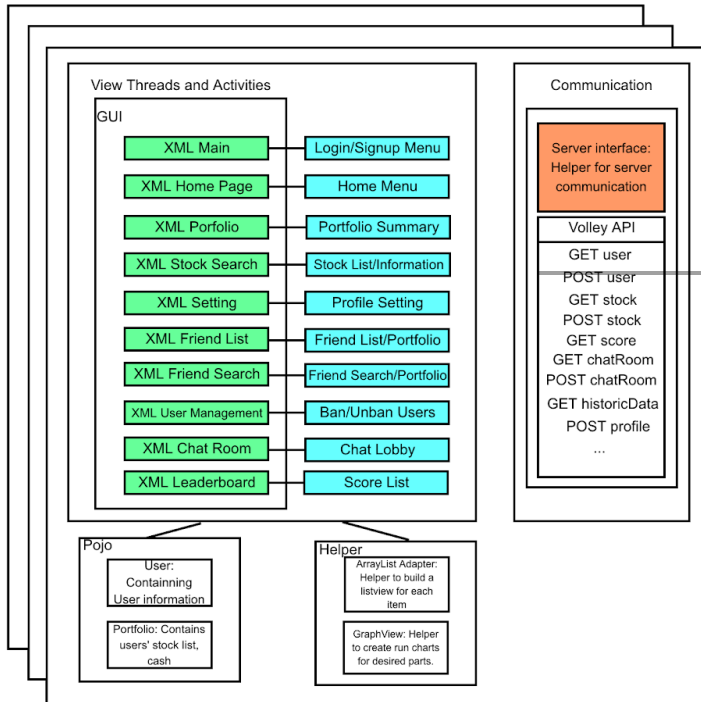 View Threads and Activities
GUI
XML Main
Login/Signup Menu
XML Home Page
Home Menu
XML Porfolio
Portfolio Summary
XML Stock Search
Stock List/Information
XML Setting
Profile Setting
XML Friend List
Friend List/Portfolio
XML Friend Search
Friend Search/Portfolio
XML User Management
Ban/Unban Users
XML Chat Room
Chat Lobby
XML Leaderboard
Score List
Communication
Server interface:
Helper for server
communication
Volley API
GET user
POST user
GET stock
POST stock
GET score
GET chatRoom
POST chatRoom
GET historicData
POST profile
...
Pojo
User:
Containning
User information
Portfolio: Contains
users' stock list,
cash
Helper
ArrayList Adapter:
Helper to build a
listview for each
item
GraphView: Helper
to create run charts
for desired parts.